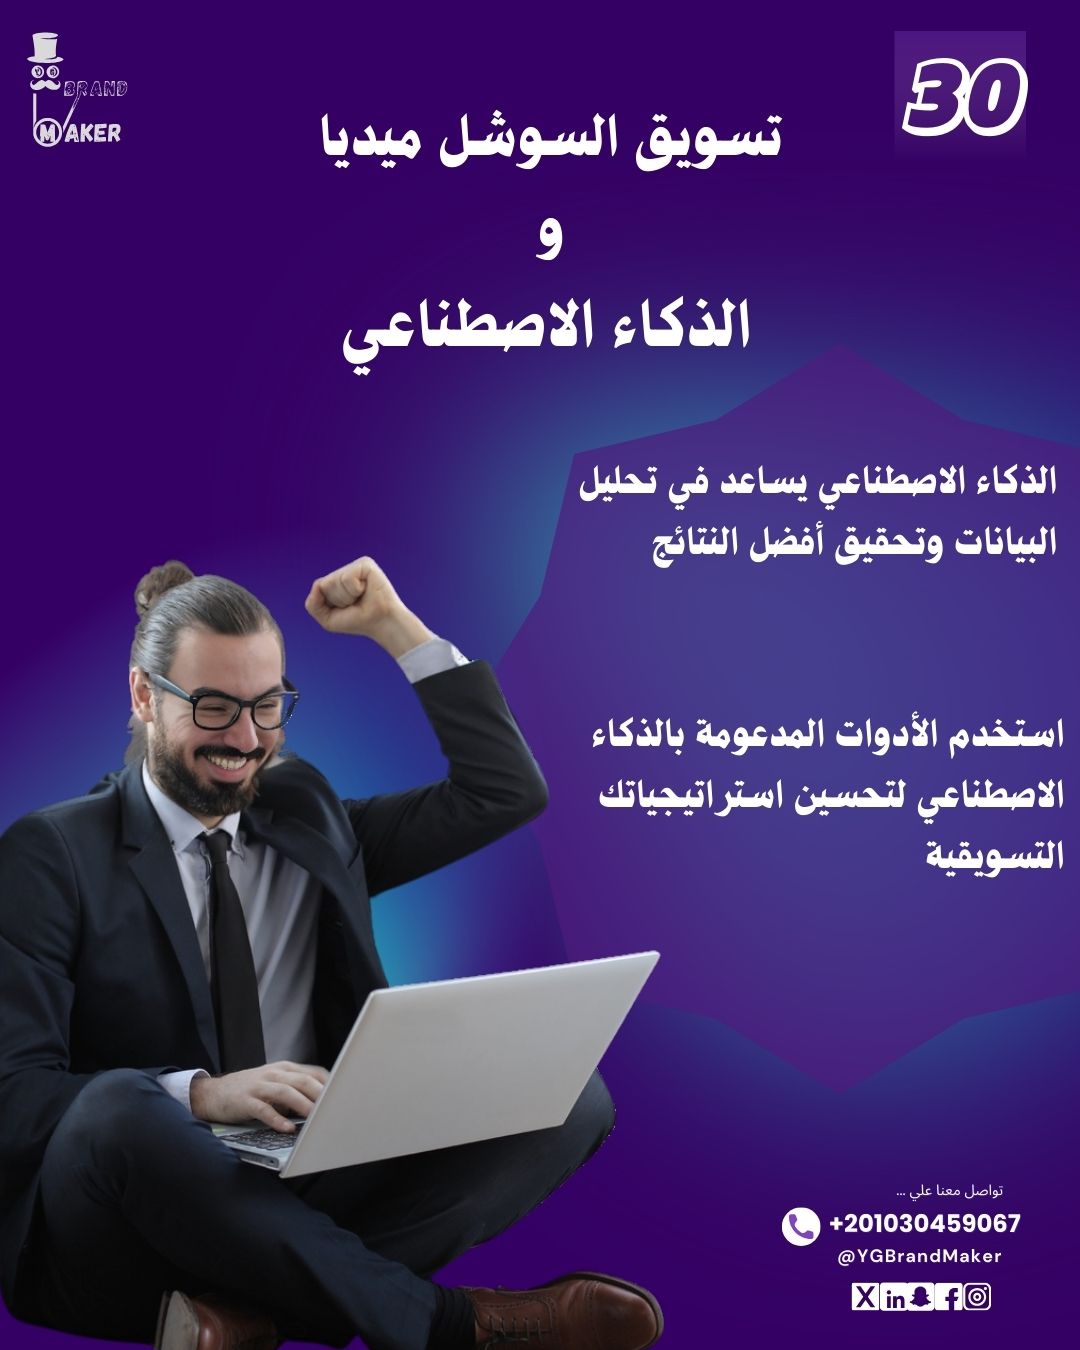 BRAND
MAKER
30
تسويق السوشل ميديا
و
الذكاء الاصطناعي
الذكاء الاصطناعي يساعد في تحليل
البيانات وتحقيق أفضل النتائج
استخدم الأدوات المدعومة بالذكاء
الاصطناعي لتحسين استراتيجياتك
التسويقية
تواصل معنا علي ...
+201030459067
@YGBrandMaker